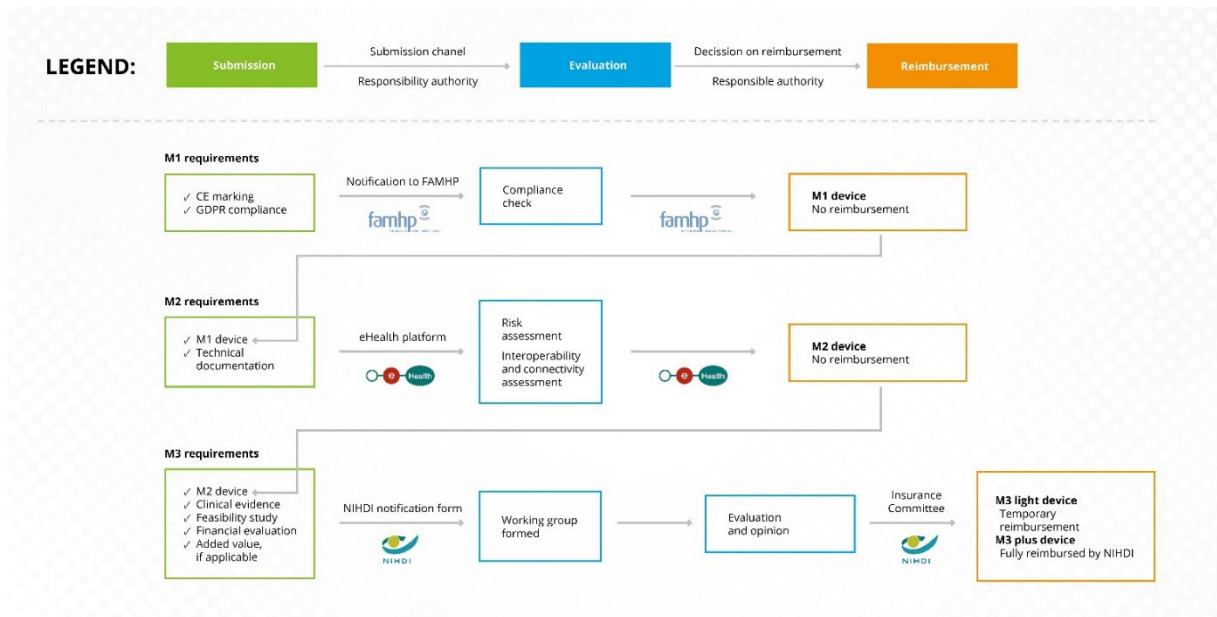 LEGEND:
Submission
Submission chanel
Responsibility authority
Evaluation
Decission on reimbursement
Responsible authority
Reimbursement
M1 requirements
✓ CE marking
✓ GDPR compliance
Notification to FAMHP
famhp
Compliance
check
famhp
M1 device
No reimbursement
M2 requirements
✓ M1 device
✓ Technical
documentation
eHealth platform
e Health
Risk
assessment
Interoperability
and connectivity
assessment
e Health
M2 device
No reimbursement
M3 requirements
✓ M2 device
✓ Clinical evidence
✓ Feasibility study
✓ Financial evaluation
✓ Added value,
if applicable
NIHDI notification form
NIHDI
Working group
formed
Evaluation
and opinion
Insurance
Committee
NIHDI
M3 light device
Temporary
reimbursement
M3 plus device
Fully reimbursed by NIHDI